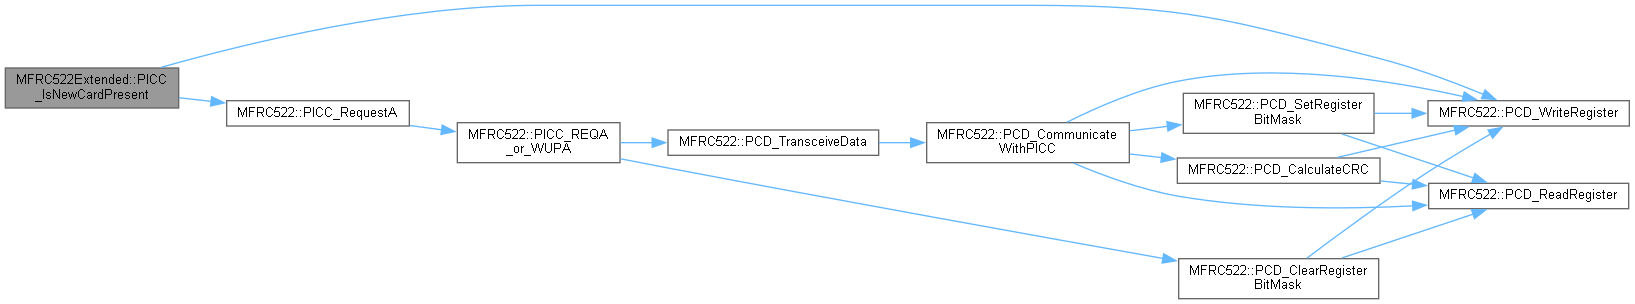 MFRC522Extended::PICC
_IsNewCardPresent
MFRC522::PICC_RequestA
MFRC522::PICC_REQA
_or_WUPA
MFRC522::PCD_TransceiveData
MFRC522::PCD_Communicate
WithPICC
MFRC522::PCD_SetRegister
BitMask
MFRC522::PCD_CalculateCRC
MFRC522::PCD_ClearRegister
BitMask
MFRC522::PCD_WriteRegister
MFRC522::PCD_ReadRegister